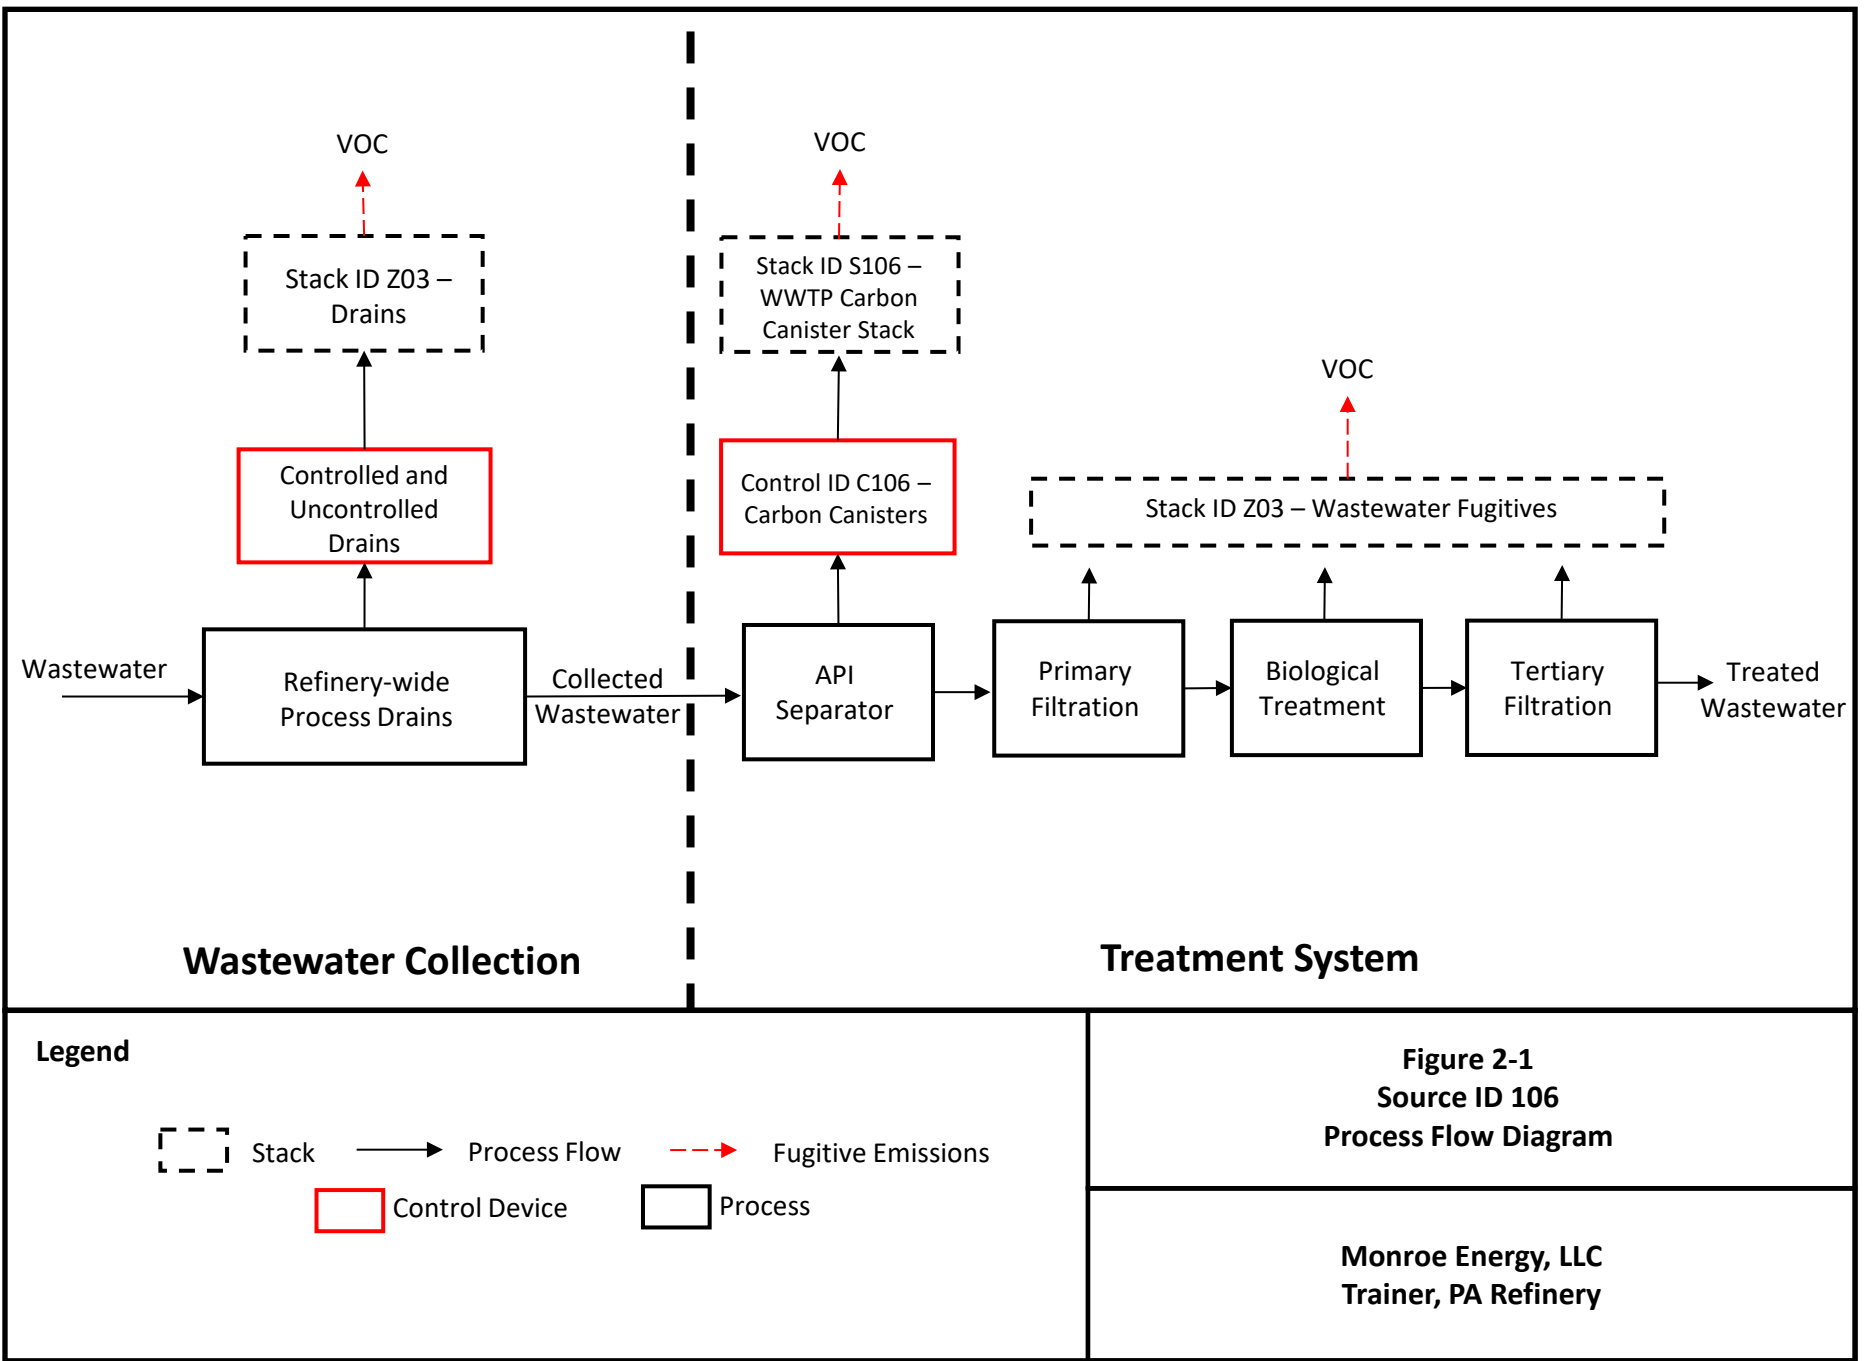 VOC
Stack ID Z03 –
Drains
Controlled and
Uncontrolled
Drains
Wastewater
Refinery-wide
Process Drains
Collected
Wastewater
Wastewater Collection
VOC
Stack ID S106 –
WWTP Carbon
Canister Stack
Control ID C106 –
Carbon Canisters
API
Separator
VOC
Stack ID Z03 – Wastewater Fugitives
Primary
Filtration
Biological
Treatment
Tertiary
Filtration
Treated
Wastewater
Treatment System
Legend
Stack
Process Flow
Fugitive Emissions
Control Device
Process
Figure 2-1
Source ID 106
Process Flow Diagram
Monroe Energy, LLC
Trainer, PA Refinery